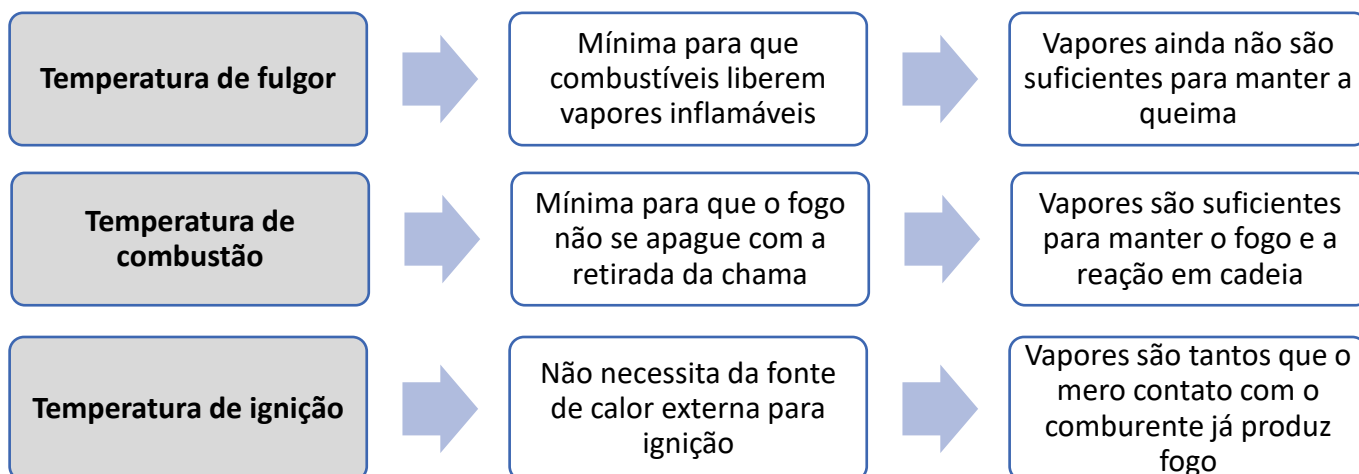 Temperatura de fulgor
Mínima para que
combustíveis liberem
vapores inflamáveis
Vapores ainda não são
suficientes para manter a
queima
Temperatura de
combustão
Mínima para que o fogo
não se apague com a
retirada da chama
Vapores são suficientes
para manter o fogo e a
reação em cadeia
Temperatura de ignição
Não necessita da fonte
de calor externa para
ignição
Vapores são tantos que o
mero contato com o
comburente já produz
fogo